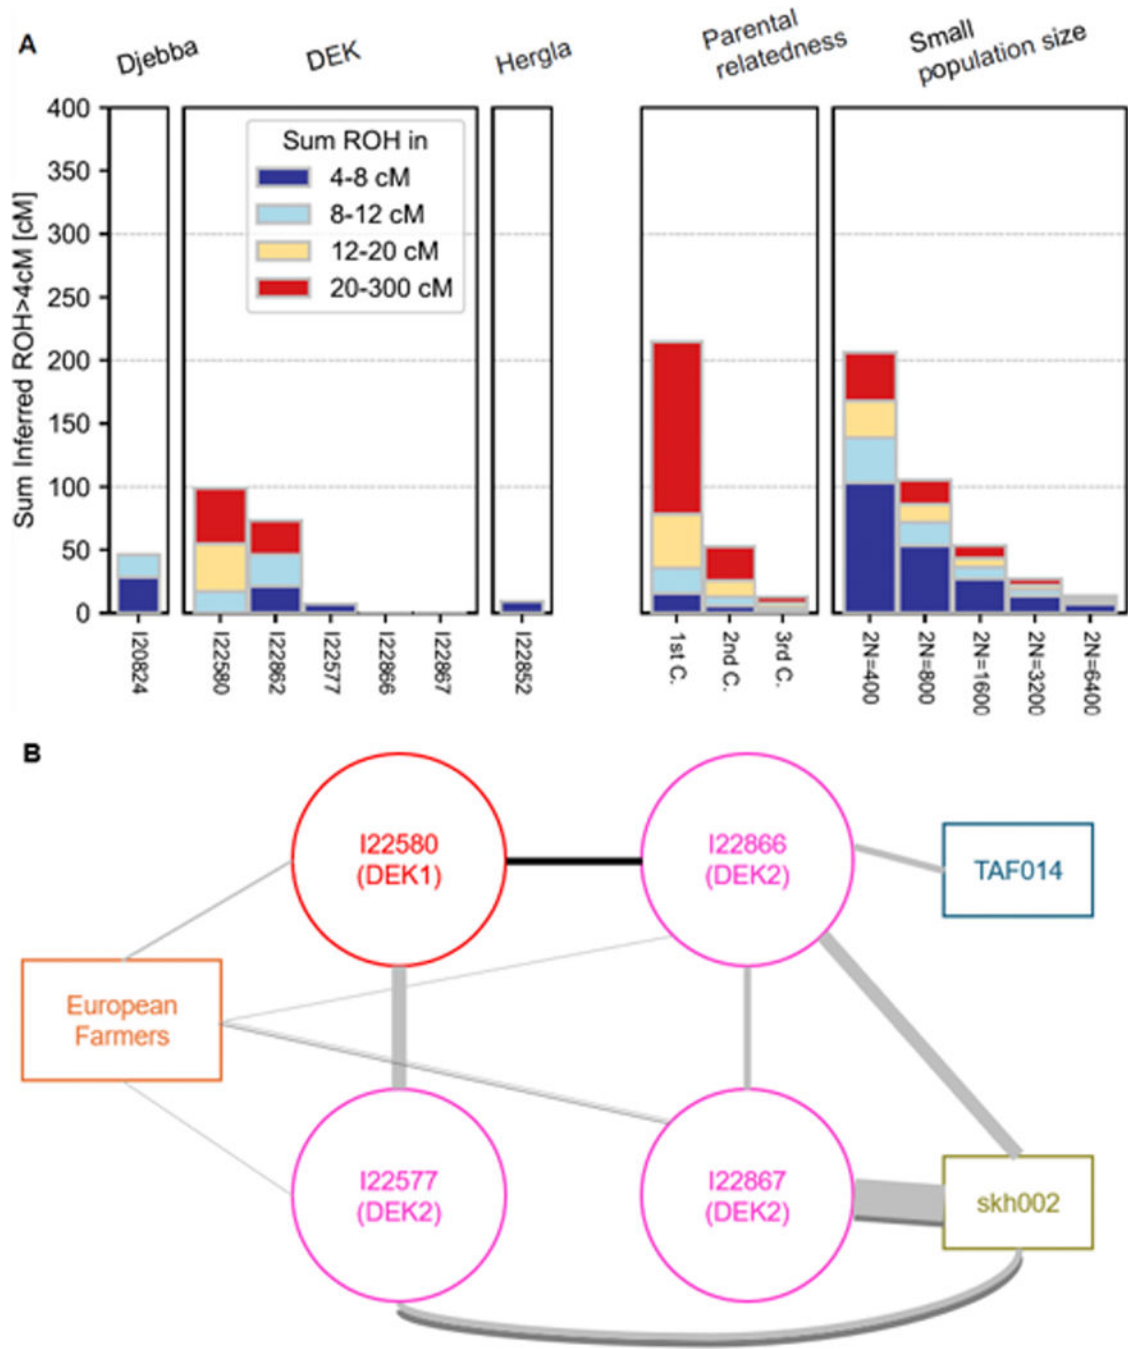 A
Djebba
DEK
Hergla
Parental
relatedness
Small
population size
Sum Inferred ROH>4cM [cM]
400
350
300
250
200
150
100
50
0
Sum ROH in
4-8 cM
8-12 cM
12-20 cM
20-300 cM
I20824
I22580
I22862
I22577
I22866
I22867
I22852
1st C.
2nd C.
3rd C.
2N=400
2N=800
2N=1600
2N=3200
2N=6400
B
I22580
(DEK1)
I22866
(DEK2)
TAF014
European
Farmers
I22577
(DEK2)
I22867
(DEK2)
skh002